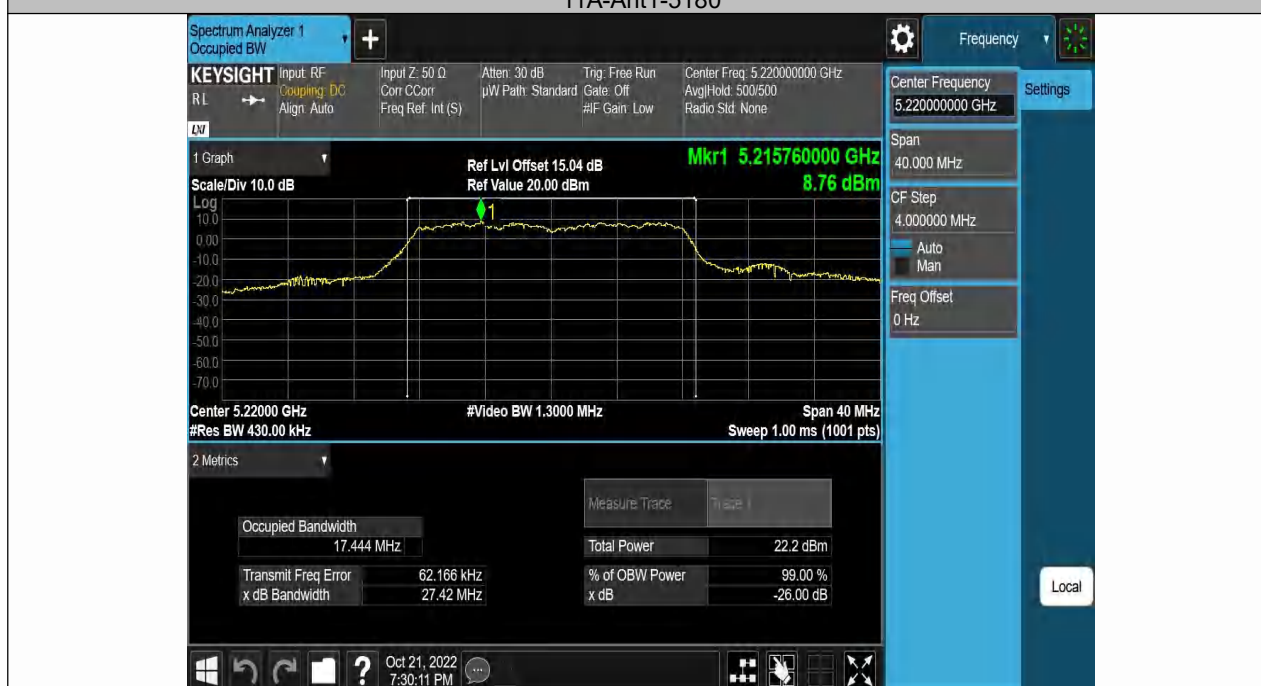 11A-Ant1-5180
Spectrum Analyzer 1
Occupied BW
+
Frequency
KEYSIGHT
RL
LXI
Input: RF
Coupling: DC
Align: Auto
Input Z: 50 Ω
Corr CCorr
Freq Ref: Int (S)
Atten: 30 dB
µW Path: Standard
Trig: Free Run
Gate: Off
#IF Gain: Low
Center Freq: 5.220000000 GHz
Avg|Hold: 500/500
Radio Std: None
Center Frequency
5.220000000 GHz
Settings
Span
40.000 MHz
CF Step
4.000000 MHz
Auto
Man
Freq Offset
0 Hz
Local
1 Graph
Scale/Div 10.0 dB
Ref Lvl Offset 15.04 dB
Ref Value 20.00 dBm
Mkr1 5.215760000 GHz
8.76 dBm
Log
10.0
0.00
-10.0
-20.0
-30.0
-40.0
-50.0
-60.0
-70.0
1
Center 5.22000 GHz
#Res BW 430.00 kHz
#Video BW 1.3000 MHz
Span 40 MHz
Sweep 1.00 ms (1001 pts)
2 Metrics
Measure Trace
Trace 1
Occupied Bandwidth
17.444 MHz
Total Power
22.2 dBm
Transmit Freq Error
62.166 kHz
% of OBW Power
99.00 %
x dB Bandwidth
27.42 MHz
x dB
-26.00 dB
?
Oct 21, 2022
7:30:11 PM